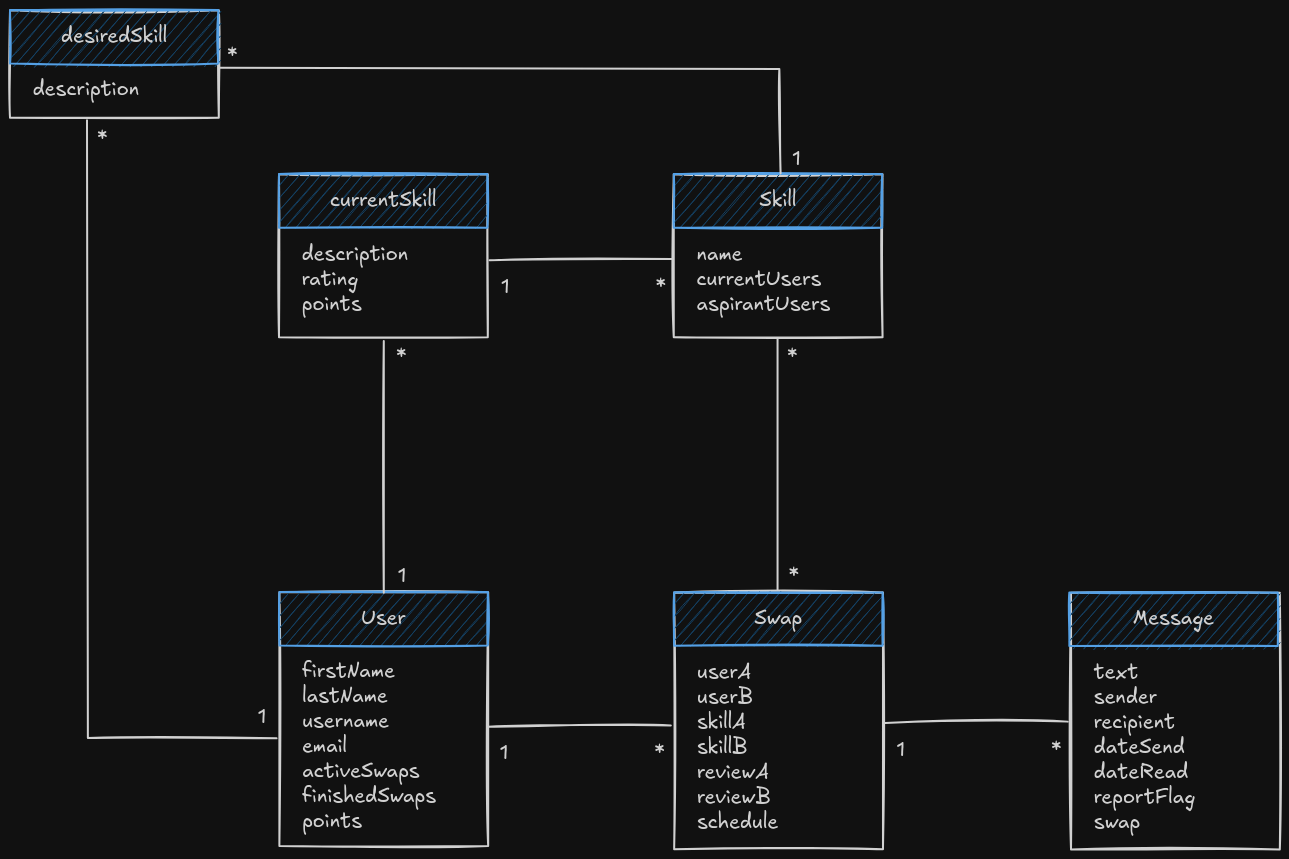 desiredSkill
*
description
*
1
currentSkill
Skill
description
rating
points
name
currentUsers
aspirantUsers
1
*
*
*
1
*
User
Swap
Message
firstName
lastName
username
email
activeSwaps
finishedSwaps
points
1
1
*
userA
userB
skillA
skillB
reviewA
reviewB
schedule
1
*
text
sender
recipient
dateSend
dateRead
reportFlag
swap